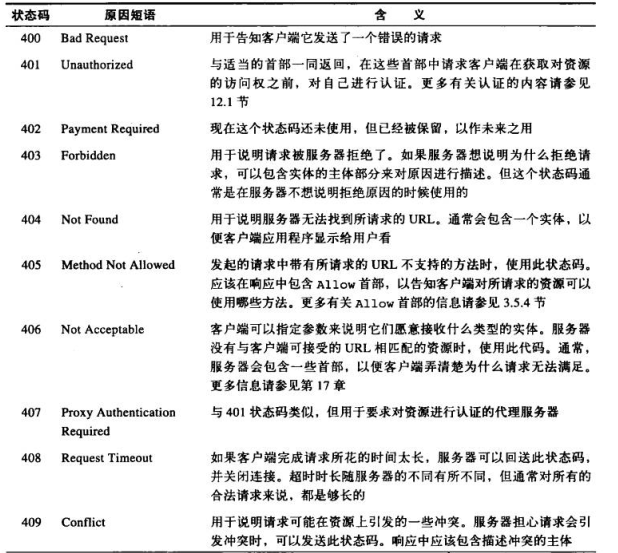 状态码 原因短语 含 义
400 Bad Request 用于告知客户端它发送了一个错误的请求
401 Unauthorized 与适当的首部一同返回，在这些首部中请求客户端在获取对资源
的访问权之前，对自己进行认证。更多有关认证的内容请参见
12.1 节
402 Payment Required 现在这个状态码还未使用，但已经被保留，以作未来之用
403 Forbidden 用于说明请求被服务器拒绝了。如果服务器想说明为什么拒绝请
求，可以包含实体的主体部分来对原因进行描述。但这个状态码通
常是在服务器不想说明拒绝原因的时候使用的
404 Not Found 用于说明服务器无法找到所请求的 URL。通常会包含一个实体，以
便客户端应用程序显示给用户看
405 Method Not Allowed 发起的请求中带有所请求的 URL 不支持的方法时，使用此状态码。
应该在响应中包含 Allow 首部，以告知客户端对所请求的资源可以
使用哪些方法。更多有关 Allow 首部的信息请参见 3.5.4 节
406 Not Acceptable 客户端可以指定参数来说明它们愿意接收什么类型的实体。服务器
没有与客户端可接受的 URL 相匹配的资源时，使用此代码。通常，
服务器会包含一些首部，以便客户端弄清楚为什么请求无法满足。
更多信息请参见第 17 章
407 Proxy Authentication 与 401 状态码类似，但用于要求对资源进行认证的代理服务器
Required
408 Request Timeout 如果客户端完成请求所花的时间太长，服务器可以回送此状态码，
并关闭连接。超时时长随服务器的不同有所不同，但通常对所有的
合法请求来说，都是够长的
409 Conflict 用于说明请求可能在资源上引发的一些冲突。服务器担心请求会引
发冲突时，可以发送此状态码。响应中应该包含描述冲突的主体